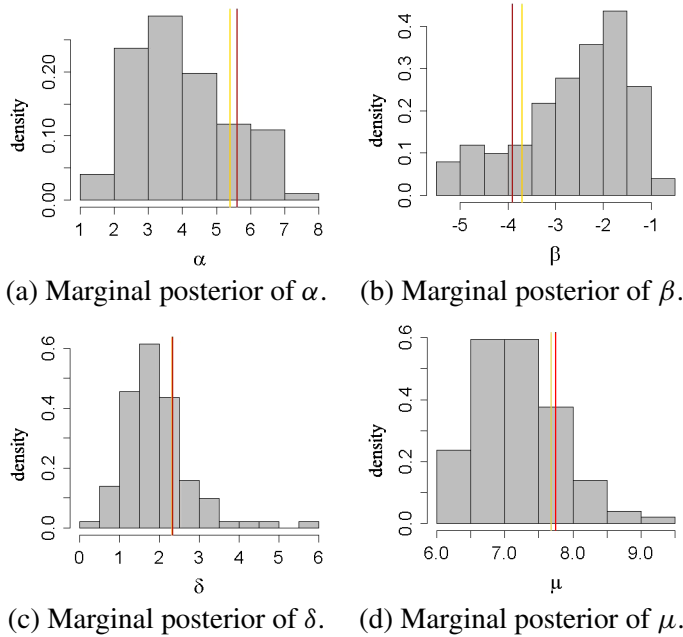 density
0.00 0.10 0.20
1 2 3 4 5 6 7 8
α
density
0.0 0.1 0.2 0.3 0.4
-5 -4 -3 -2 -1
β
(a) Marginal posterior of α. (b) Marginal posterior of β.
density
0.0 0.2 0.4 0.6
0 1 2 3 4 5 6
δ
density
0.0 0.2 0.4 0.6
6.0 7.0 8.0 9.0
μ
(c) Marginal posterior of δ. (d) Marginal posterior of μ.